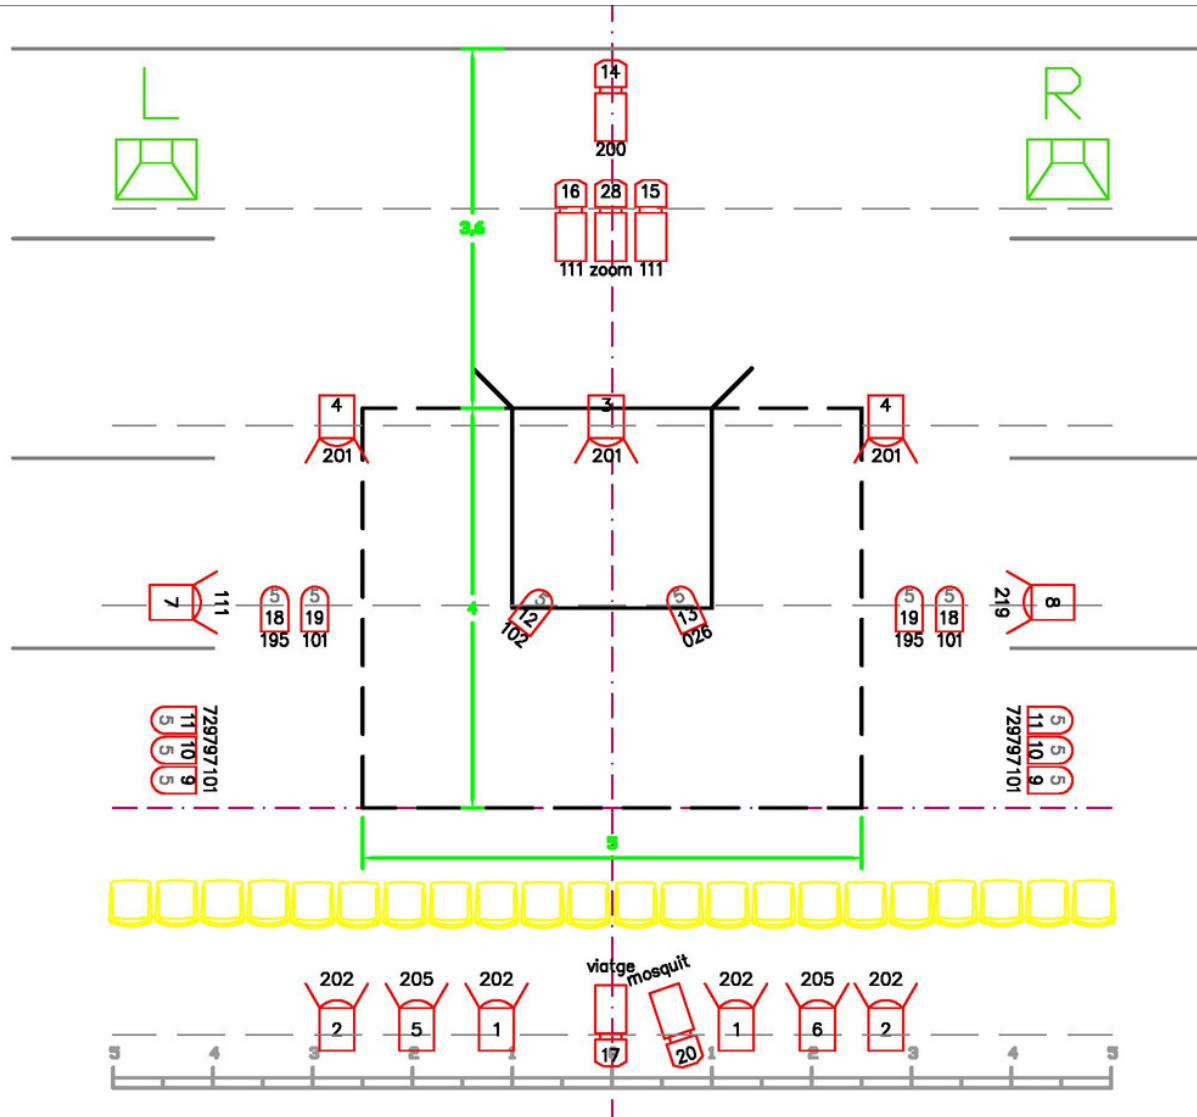 L R
14
200
16 28 15
3,6
111 zoom 111
4 3 4
201 201 201
7 111 5 5 5 5 5 5 219 8
18 19 4 12 13 19 18
195 101 102 026 195 101
5 11 729797101 729797101 11 5
5 10 10 5
5 9 9 5
5
viatge mosquit
202 205 202 202 205 202
2 5 1 1 6 2
17 20
5 4 3 2 1 0 1 2 3 4 5